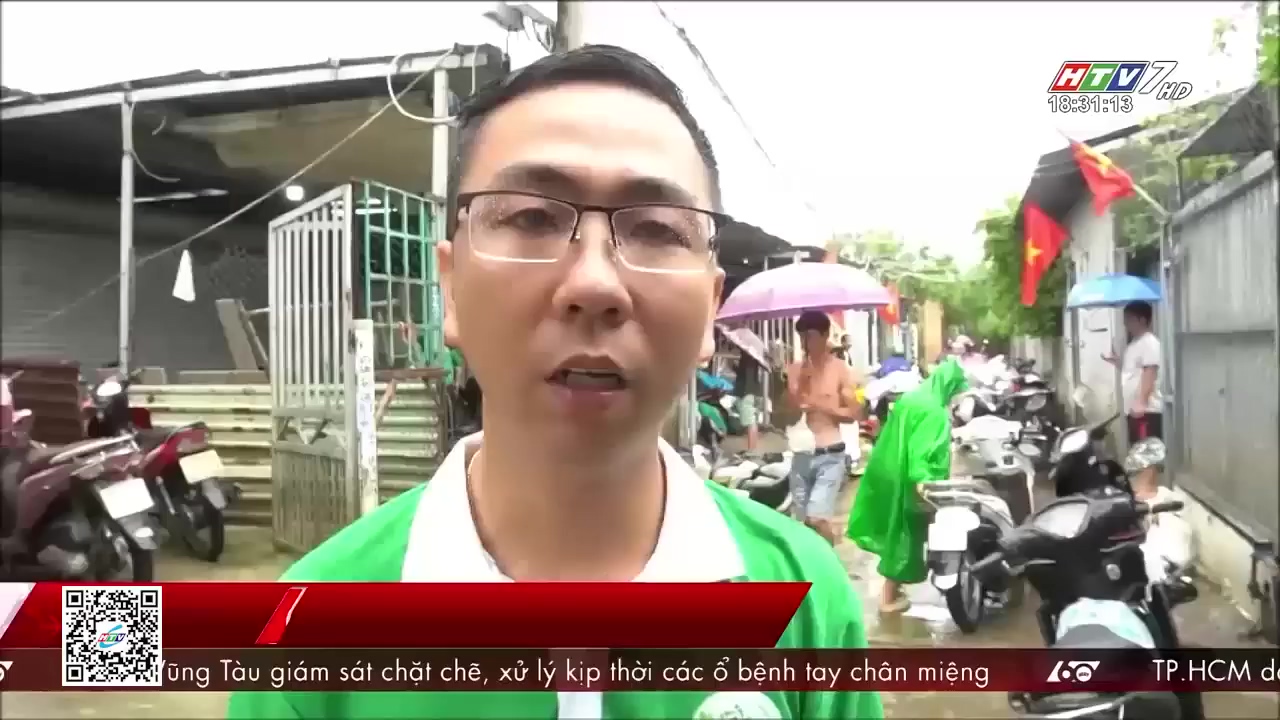 HTV7 HD
18:31:13
HTV
Vũng Tàu giám sát chặt chẽ, xử lý kịp thời các ổ bệnh tay chân miệng
TP.HCM d